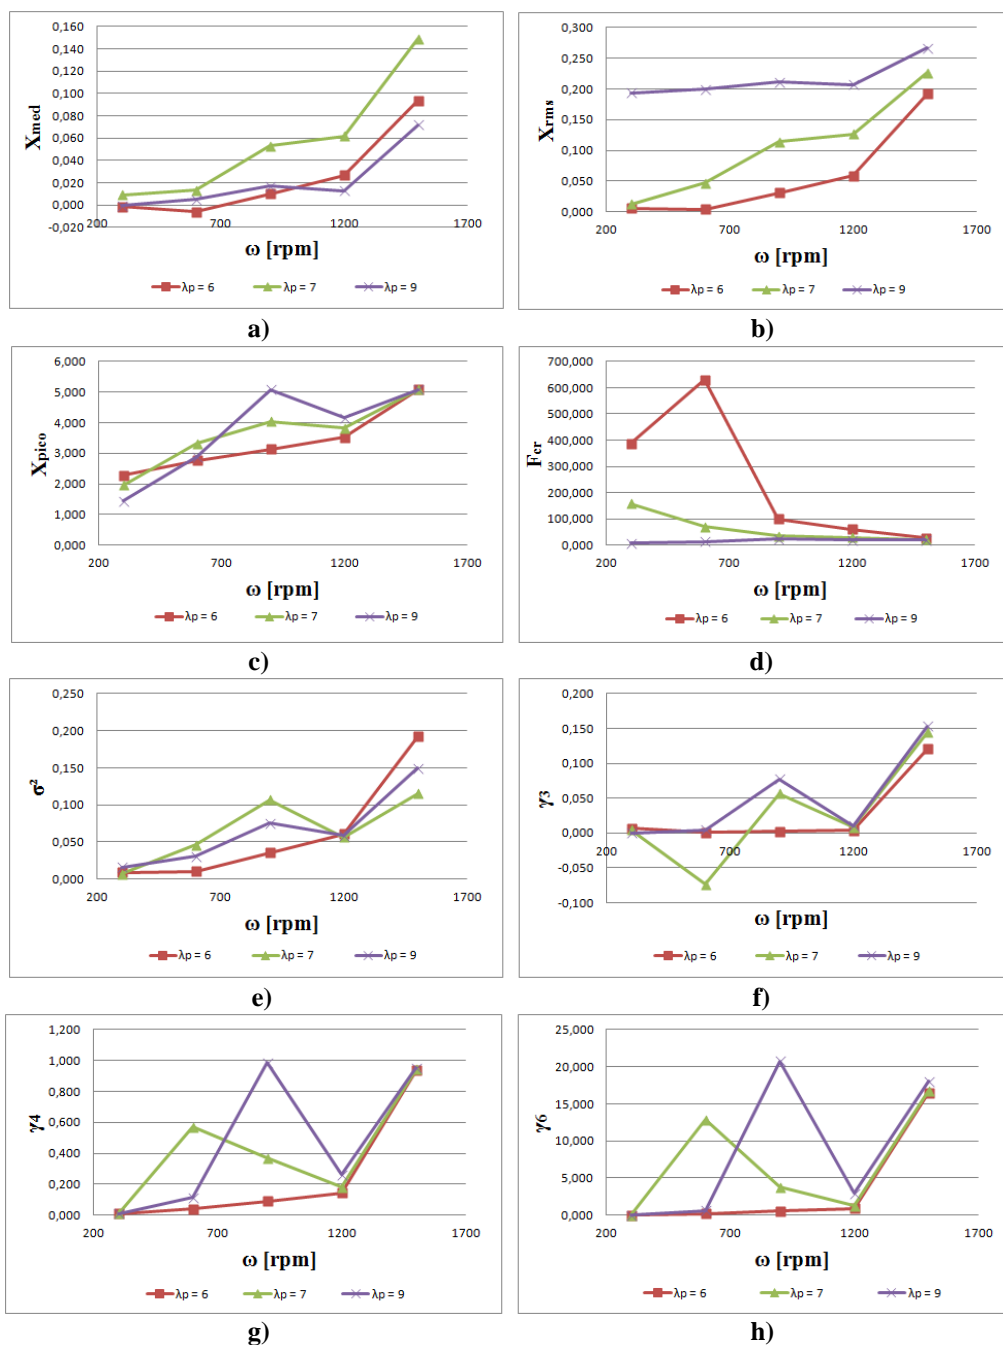 0,160
0,140
0,120
0,100
0,080
0,060
0,040
0,020
0,000
-0,020
200
700
1200
1700
Xmed
ω [rpm]
λp = 6 λp = 7 λp = 9
a)
0,300
0,250
0,200
0,150
0,100
0,050
0,000
200
700
1200
1700
Xrms
ω [rpm]
λp = 6 λp = 7 λp = 9
b)
6,000
5,000
4,000
3,000
2,000
1,000
0,000
200
700
1200
1700
Xpico
ω [rpm]
λp = 6 λp = 7 λp = 9
c)
700,000
600,000
500,000
400,000
300,000
200,000
100,000
0,000
200
700
1200
1700
Fcr
ω [rpm]
λp = 6 λp = 7 λp = 9
d)
0,250
0,200
0,150
0,100
0,050
0,000
200
700
1200
1700
σ²
ω [rpm]
λp = 6 λp = 7 λp = 9
e)
0,200
0,150
0,100
0,050
0,000
-0,050
-0,100
200
700
1200
1700
γ3
ω [rpm]
λp = 6 λp = 7 λp = 9
f)
1,200
1,000
0,800
0,600
0,400
0,200
0,000
200
700
1200
1700
γ4
ω [rpm]
λp = 6 λp = 7 λp = 9
g)
25,000
20,000
15,000
10,000
5,000
0,000
200
700
1200
1700
γ6
ω [rpm]
λp = 6 λp = 7 λp = 9
h)